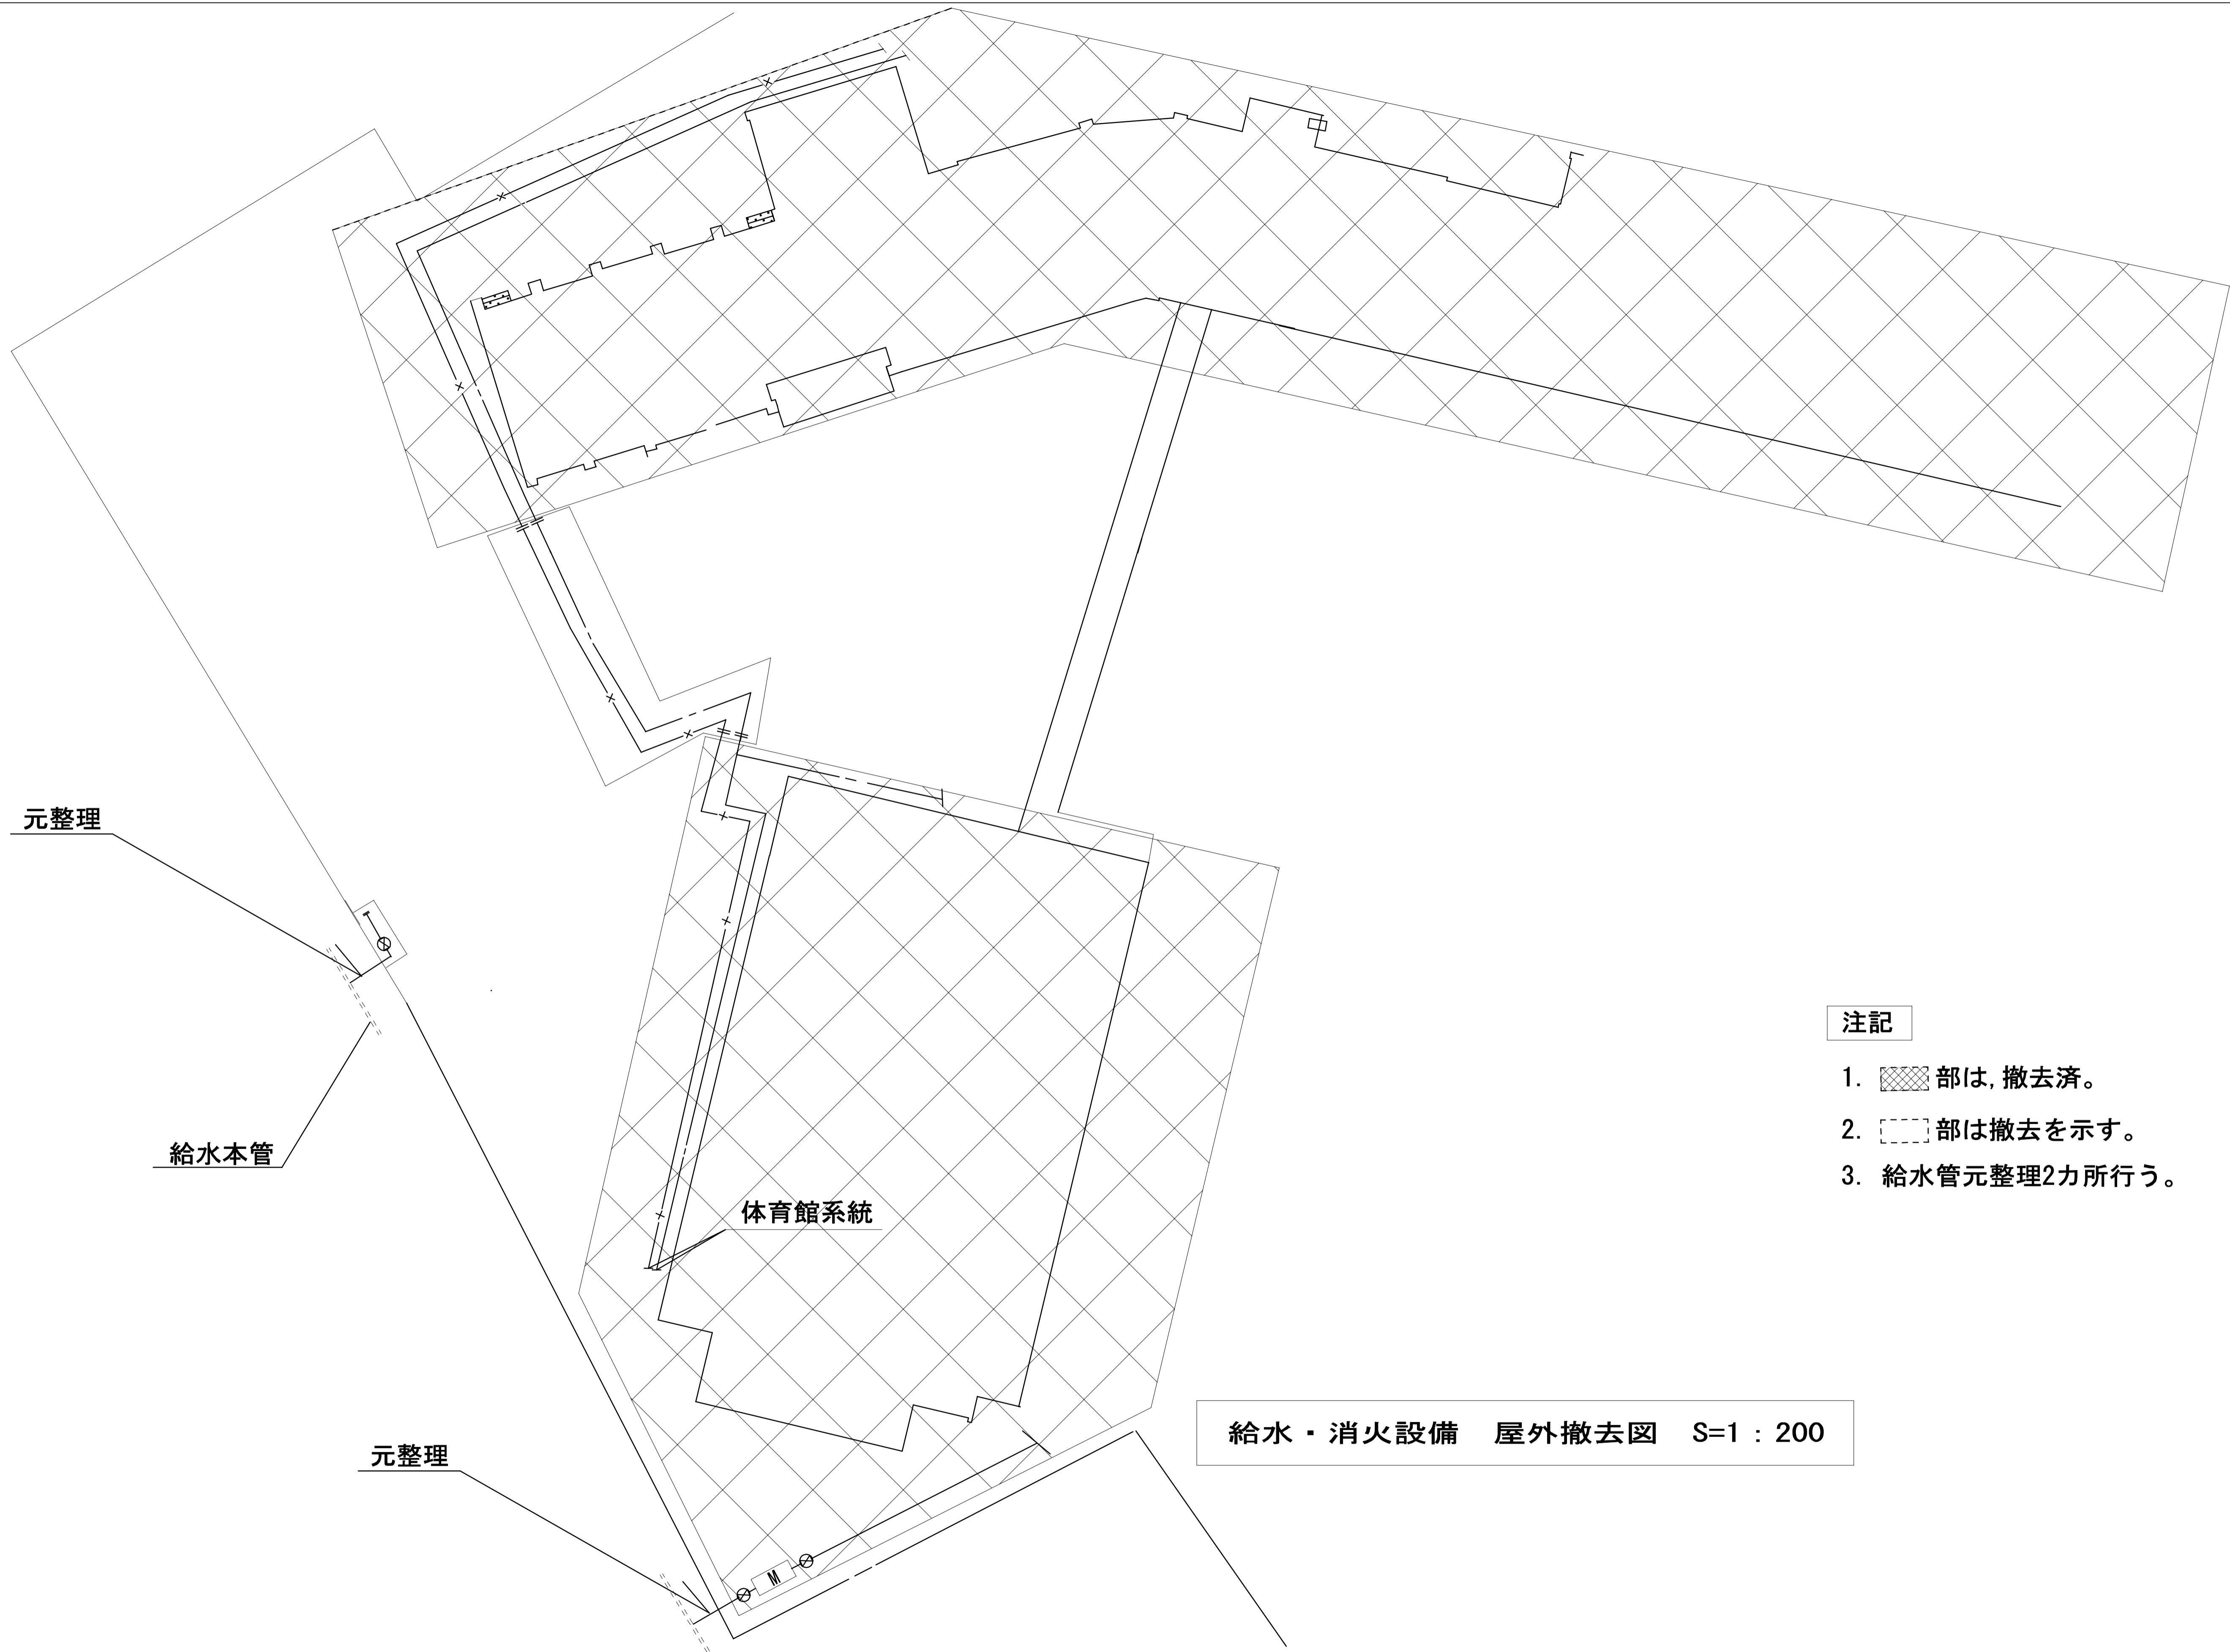 元整理
給水本管
体育館系統
元整理
M
注記
1. 部は,撤去済。
2. 部は撤去を示す。
3. 給水管元整理2カ所行う。
給水・消火設備 屋外撤去図 S=1：200